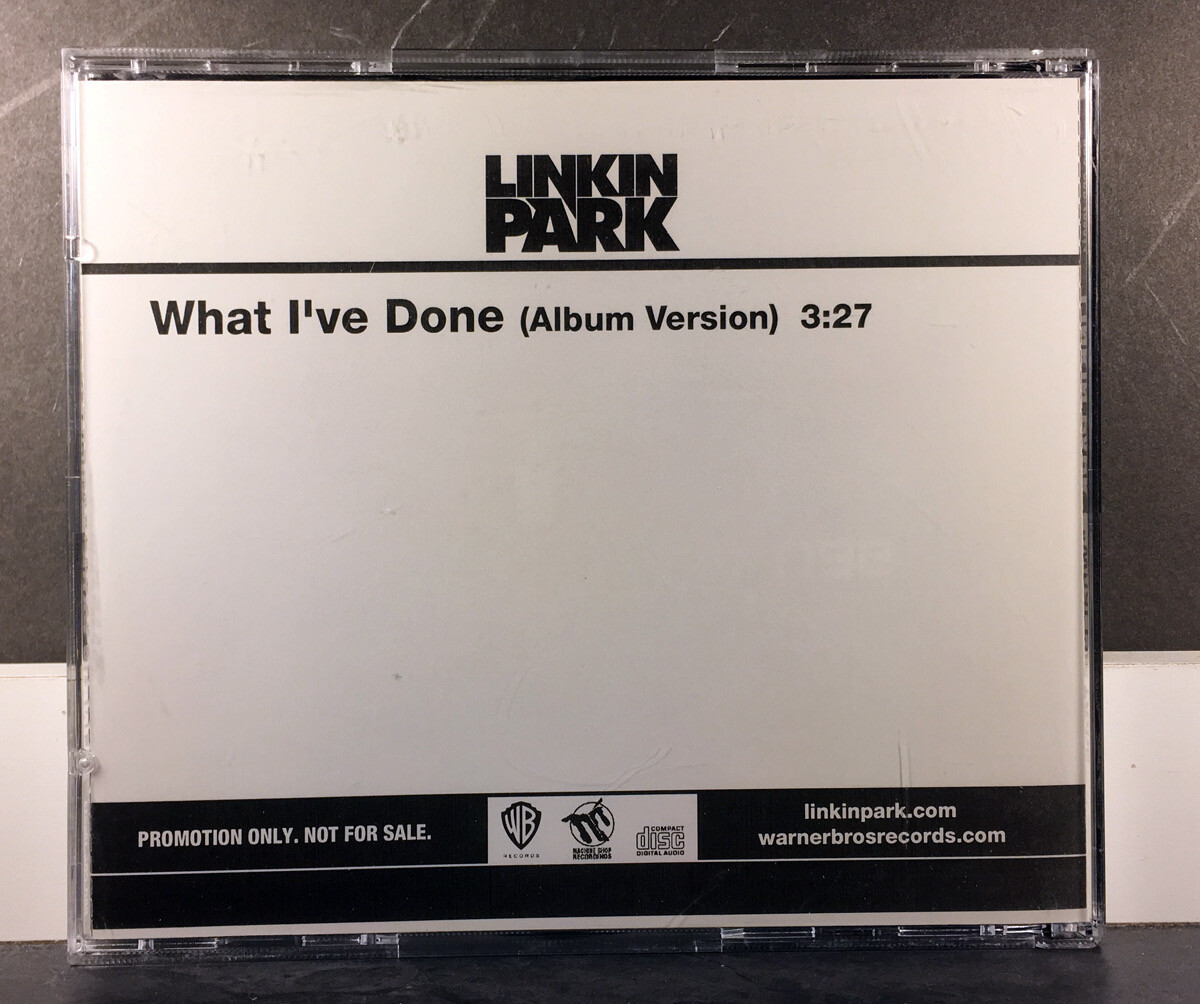 LINKIN
PARK
What I've Done (Album Version) 3:27
PROMOTION ONLY. NOT FOR SALE.
WB
RECORDS
MACHINE SHOP
RECORDINGS
COMPACT
disc
DIGITAL AUDIO
linkinpark.com
warnerbrosrecords.com